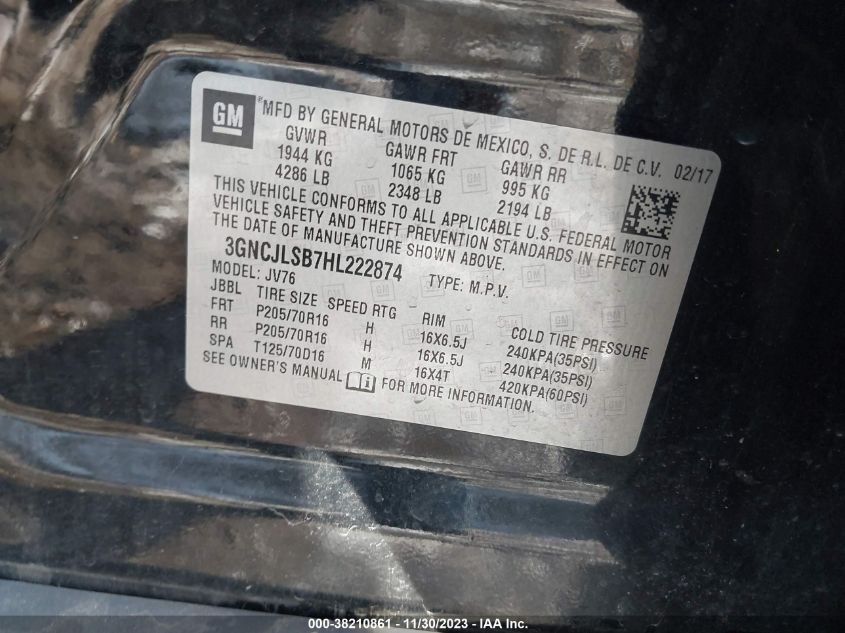 GM
®MFD BY GENERAL MOTORS DE MEXICO, S. DE R.L. DE C.V. 02/17
GVWR GAWR FRT GAWR RR
1944 KG 1065 KG 995 KG
4286 LB 2348 LB 2194 LB
THIS VEHICLE CONFORMS TO ALL APPLICABLE U.S. FEDERAL MOTOR
VEHICLE SAFETY AND THEFT PREVENTION STANDARDS IN EFFECT ON
THE DATE OF MANUFACTURE SHOWN ABOVE.
3GNCJLSB7HL222874 TYPE: M.P.V.
MODEL: JV76
JBBL TIRE SIZE SPEED RTG RIM COLD TIRE PRESSURE
FRT P205/70R16 H 16X6.5J 240KPA(35PSI)
RR P205/70R16 H 16X6.5J 240KPA(35PSI)
SPA T125/70D16 M 16X4T 420KPA(60PSI)
SEE OWNER'S MANUAL FOR MORE INFORMATION.
000-38210861 - 11/30/2023 - IAA Inc.